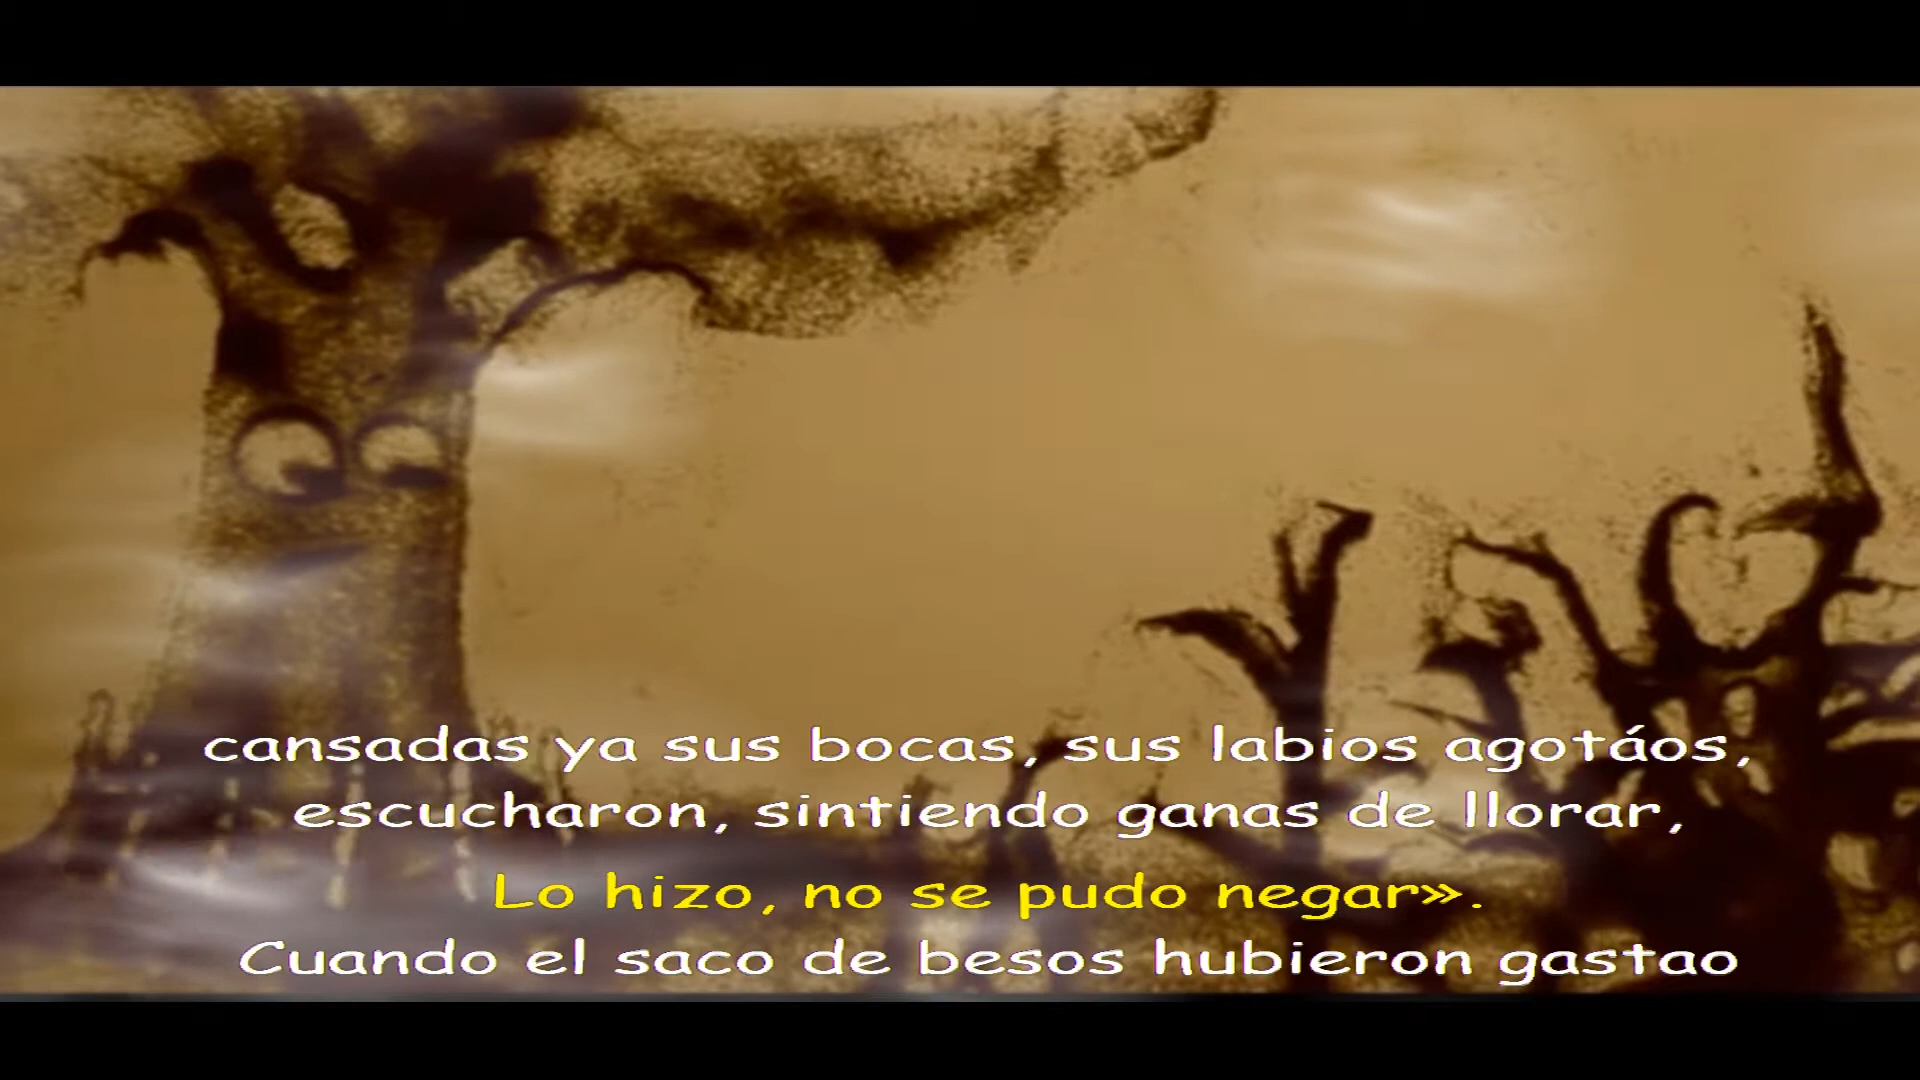 cansadas ya sus bocas, sus labios agotáos,
escucharon, sintiendo ganas de llorar,
Lo hizo, no se pudo negar».
Cuando el saco de besos hubieron gastao